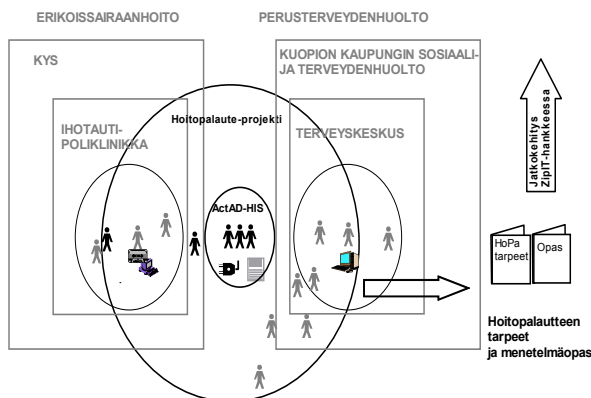 ERIKOISSAIRAANHOITO
PERUSTERVEYDENHUOLTO
KYS
KUOPION KAUPUNGIN SOSIAALI-
JA TERVEYDENHUOLTO
IHOTAUTI-
POLIKLINIKKA
Hoitopalaute-projekti
TERVEYSKESKUS
ActAD-HIS
Jatkokehitys
ZipIT-hankkeessa
HoPa
tarpeet
Opas
Hoitopalautteen
tarpeet
ja menetelmäopas